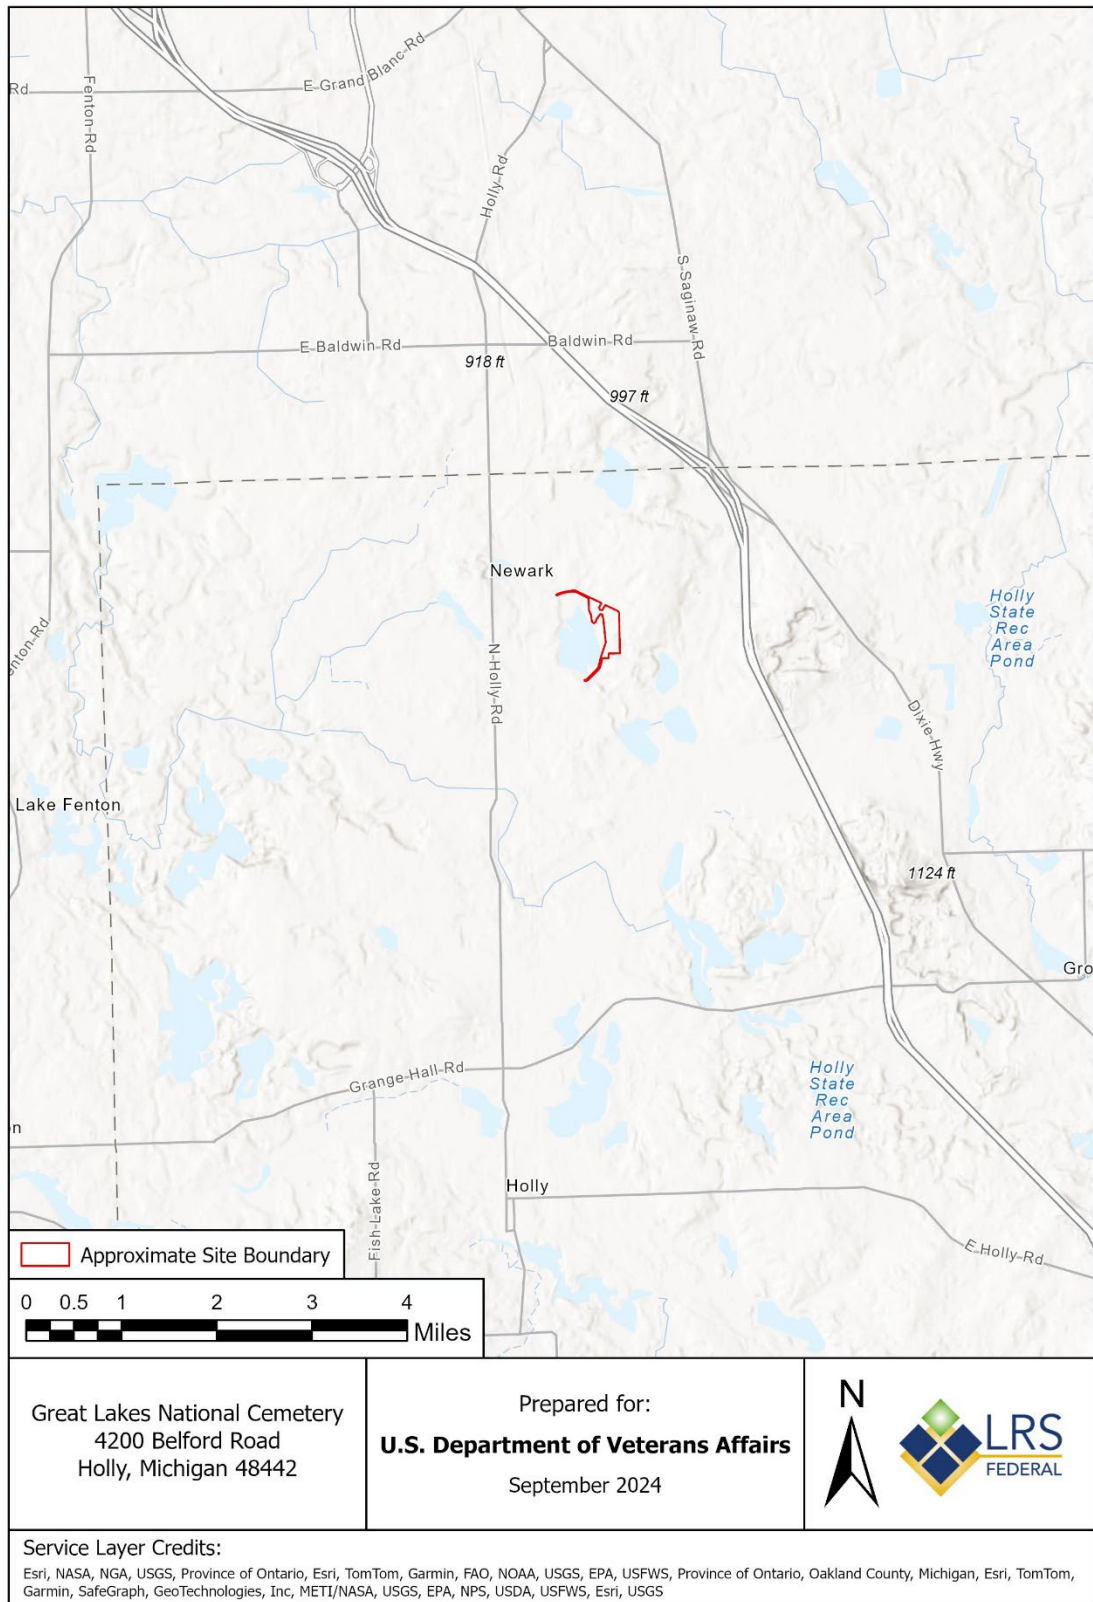 E Grand Blanc Rd
Rd
Fenton-Rd
Holly-Rd
S-Saginaw-Rd
E Baldwin Rd
Baldwin Rd
918 ft
997 ft
Newark
Holly
State
Rec
Area
Pond
enton-Rd
N-Holly-Rd
Dixie-Hwy
Lake Fenton
1124 ft
Gro
Grange-Hall-Rd
Holly
State
Rec
Area
Pond
n
Holly
Fish-Lake-Rd
E Holly Rd
Approximate Site Boundary
0 0.5 1 2 3 4
Miles
Great Lakes National Cemetery
4200 Belford Road
Holly, Michigan 48442
Prepared for:
U.S. Department of Veterans Affairs
September 2024
N
LRS
FEDERAL
Service Layer Credits:
Esri, NASA, NGA, USGS, Province of Ontario, Esri, TomTom, Garmin, FAO, NOAA, USGS, EPA, USFWS, Province of Ontario, Oakland County, Michigan, Esri, TomTom,
Garmin, SafeGraph, GeoTechnologies, Inc, METI/NASA, USGS, EPA, NPS, USDA, USFWS, Esri, USGS